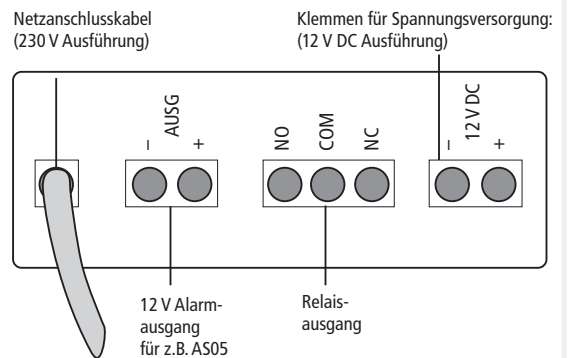 Netzanschlusskabel
(230 V Ausführung)
Klemmen für Spannungsversorgung:
(12 V DC Ausführung)
– AUSG +
NO COM NC
– 12 V DC +
12 V Alarm-
ausgang
für z.B. AS05
Relais-
ausgang